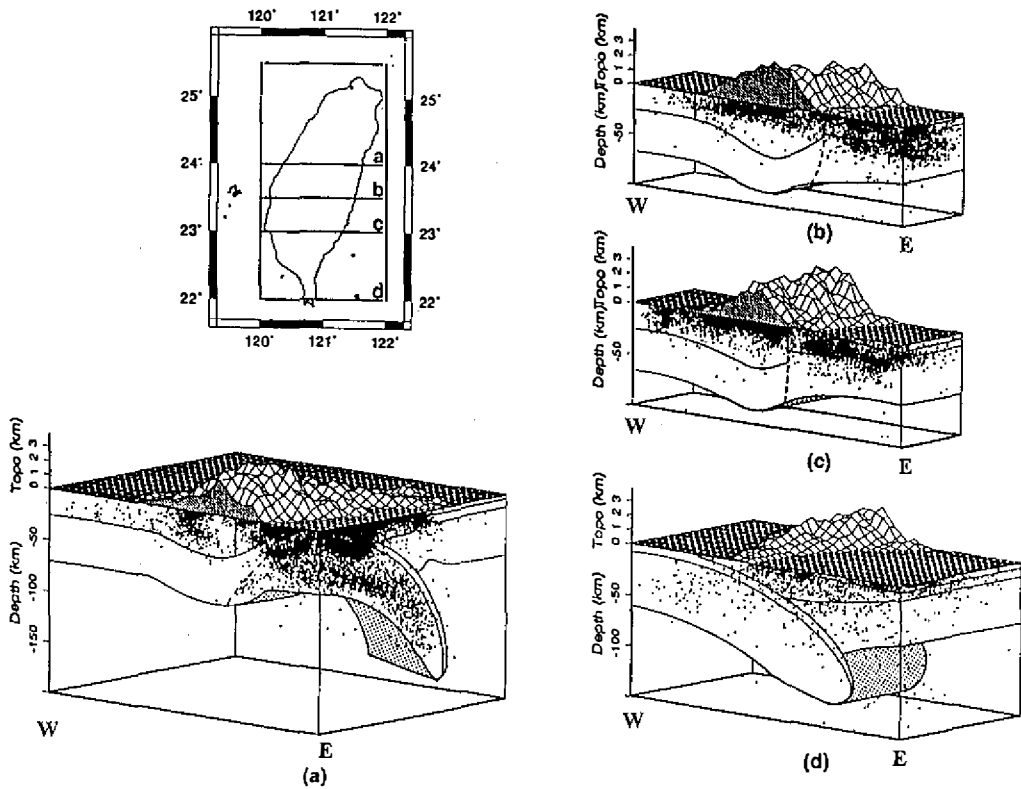 120° 121° 122°
25° 25°
a
24° 24°
b
c
23° 23°
d
22° 22°
120° 121° 122°
Topo (km)
3
2
1
0
Depth (km)
-50
W
E
(b)
Topo (km)
3
2
1
0
Depth (km)
-50
W
E
(c)
Topo (km)
3
2
1
0
Depth (km)
-50
-100
-150
W
E
(a)
Topo (km)
3
2
1
0
Depth (km)
-50
-100
W
E
(d)